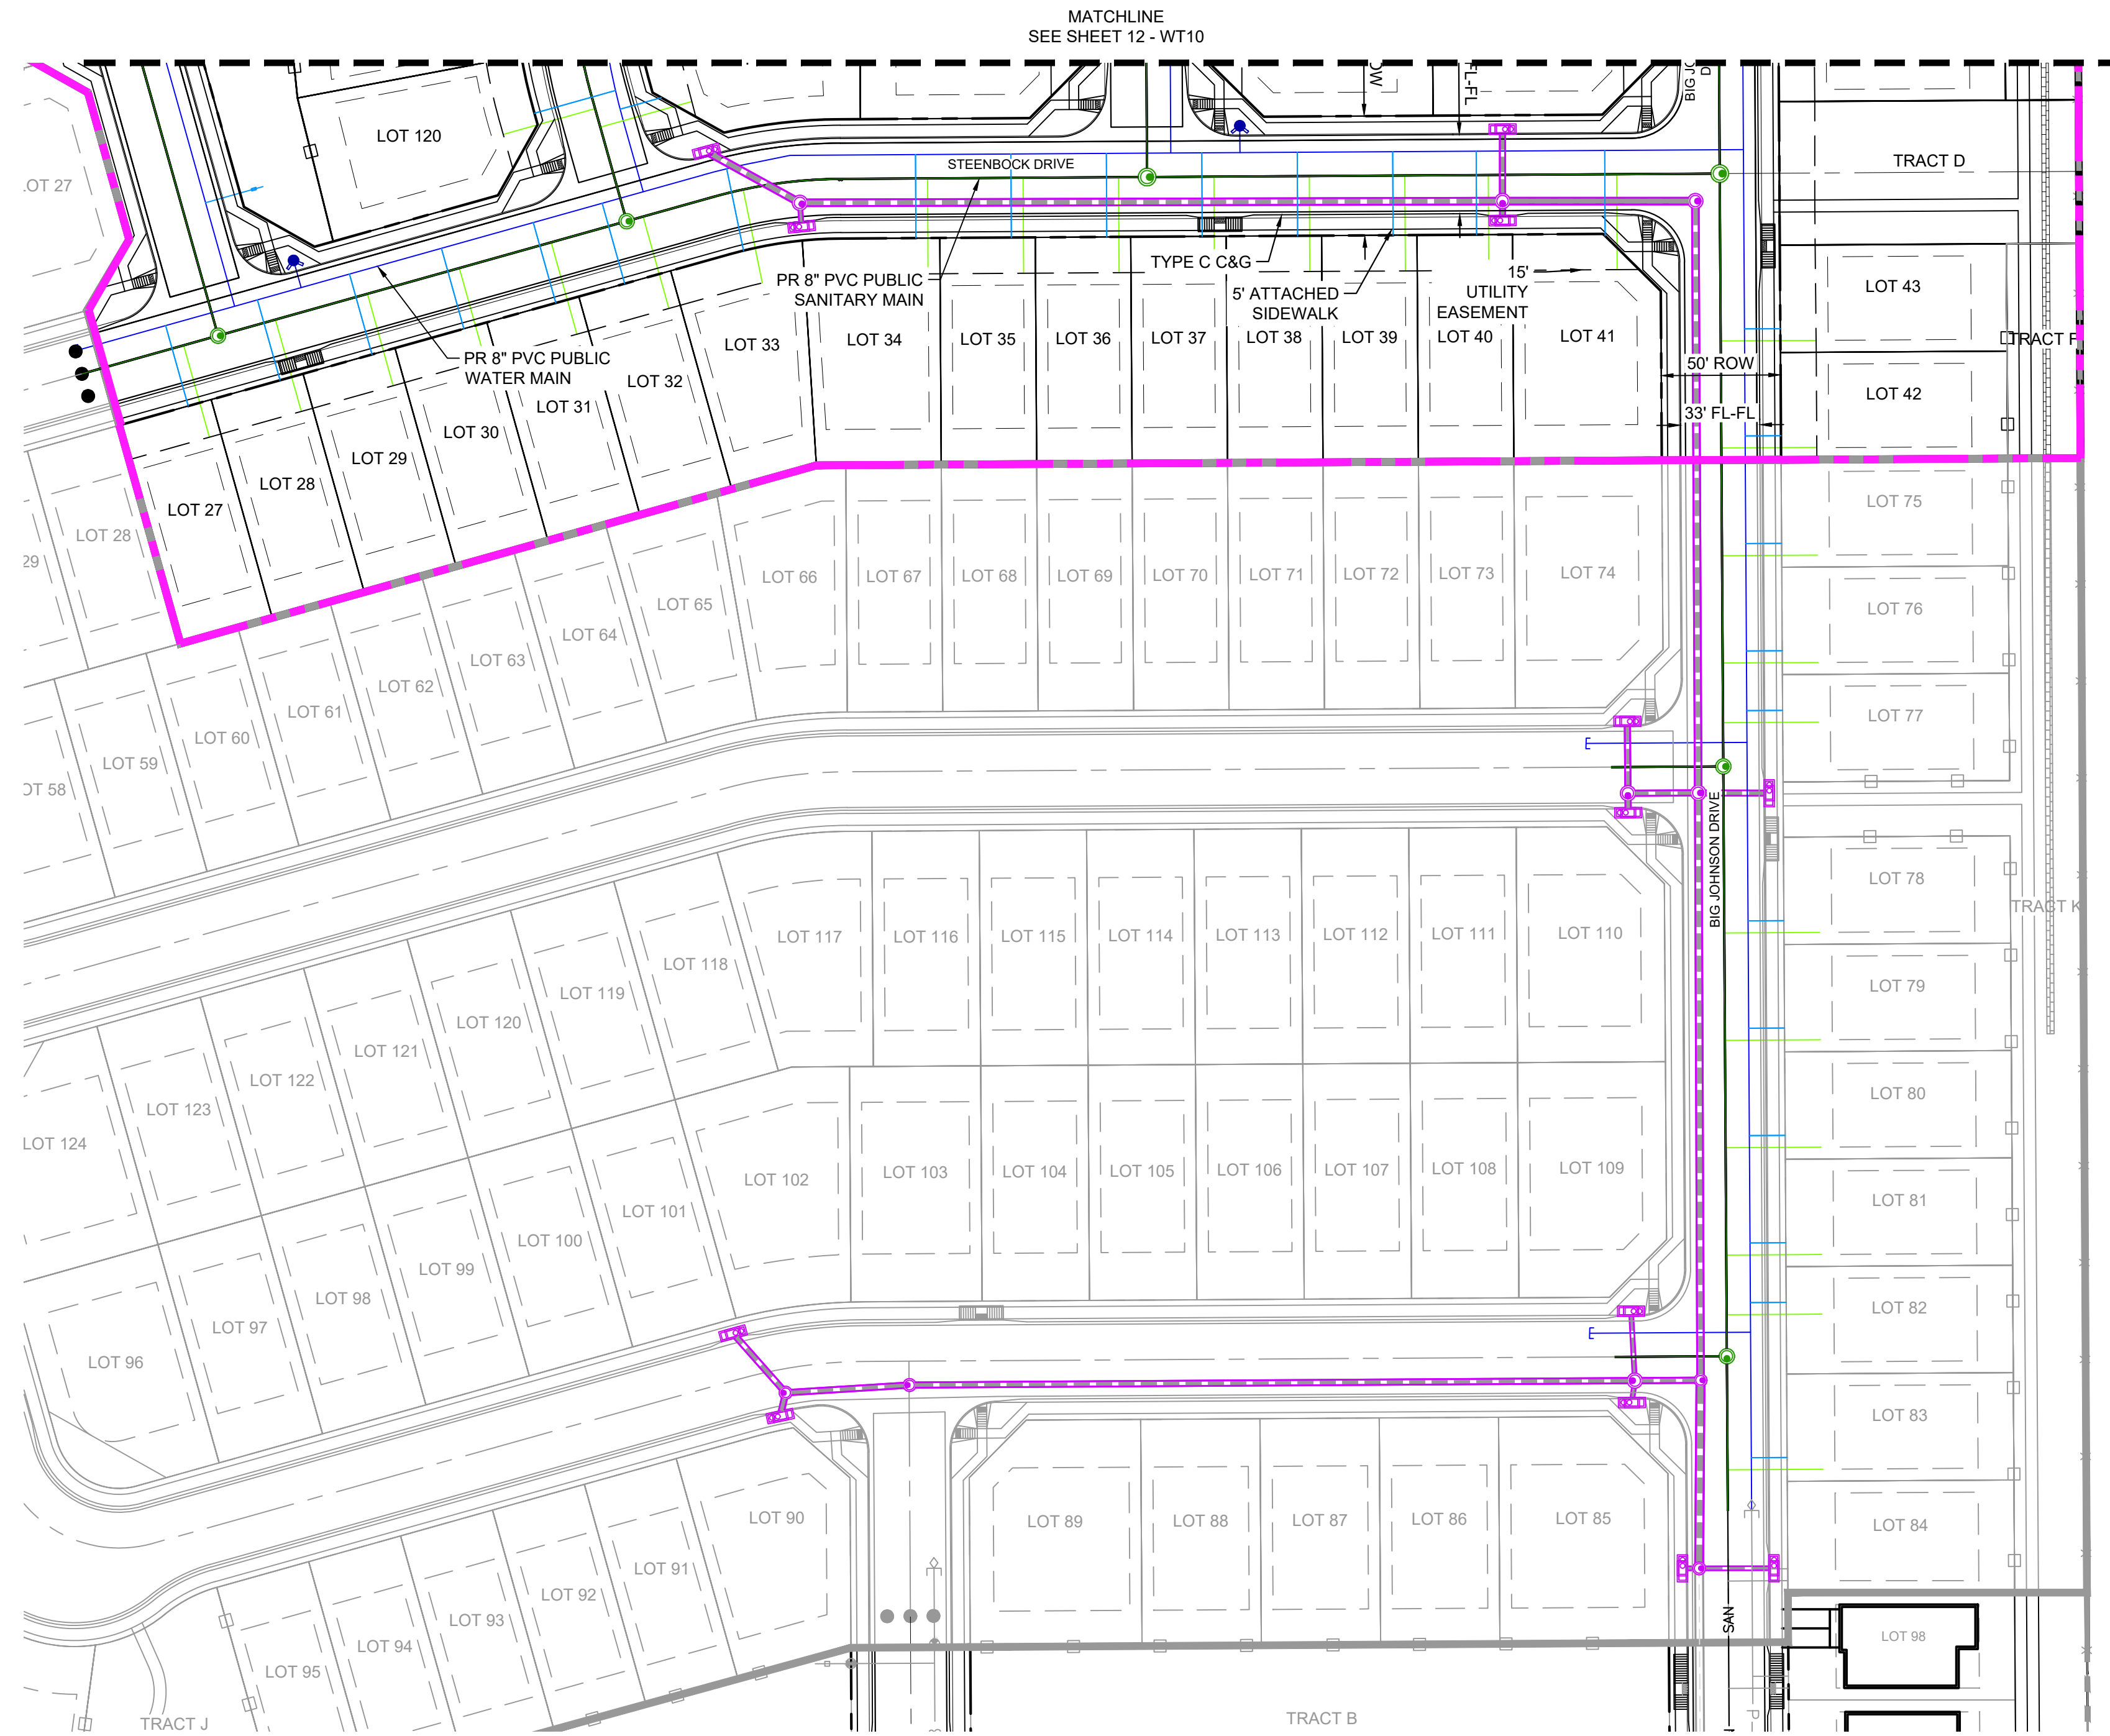 MATCHLINE
SEE SHEET 12 - WT10
BIG JO
D
OW
FL-FL
LOT 120
STEENBOCK DRIVE
TRACT D
OT 27
PR 8" PVC PUBLIC
SANITARY MAIN
TYPE C C&G
5' ATTACHED
SIDEWALK
15'
UTILITY
EASEMENT
PR 8" PVC PUBLIC
WATER MAIN
50' ROW
33' FL-FL
LOT 43
TRACT F
LOT 42
LOT 27
LOT 28
LOT 29
LOT 30
LOT 31
LOT 32
LOT 33
LOT 34
LOT 35
LOT 36
LOT 37
LOT 38
LOT 39
LOT 40
LOT 41
29
LOT 28
OT 58
LOT 59
LOT 60
LOT 61
LOT 62
LOT 63
LOT 64
LOT 65
LOT 66
LOT 67
LOT 68
LOT 69
LOT 70
LOT 71
LOT 72
LOT 73
LOT 74
LOT 75
LOT 76
LOT 77
BIG JOHNSON DRIVE
LOT 78
TRACT K
LOT 79
LOT 80
LOT 81
LOT 82
LOT 83
LOT 84
LOT 124
LOT 123
LOT 122
LOT 121
LOT 120
LOT 119
LOT 118
LOT 117
LOT 116
LOT 115
LOT 114
LOT 113
LOT 112
LOT 111
LOT 110
LOT 96
LOT 97
LOT 98
LOT 99
LOT 100
LOT 101
LOT 102
LOT 103
LOT 104
LOT 105
LOT 106
LOT 107
LOT 108
LOT 109
LOT 95
LOT 94
LOT 93
LOT 92
LOT 91
LOT 90
LOT 89
LOT 88
LOT 87
LOT 86
LOT 85
SAN
LOT 98
TRACT J
TRACT B
P